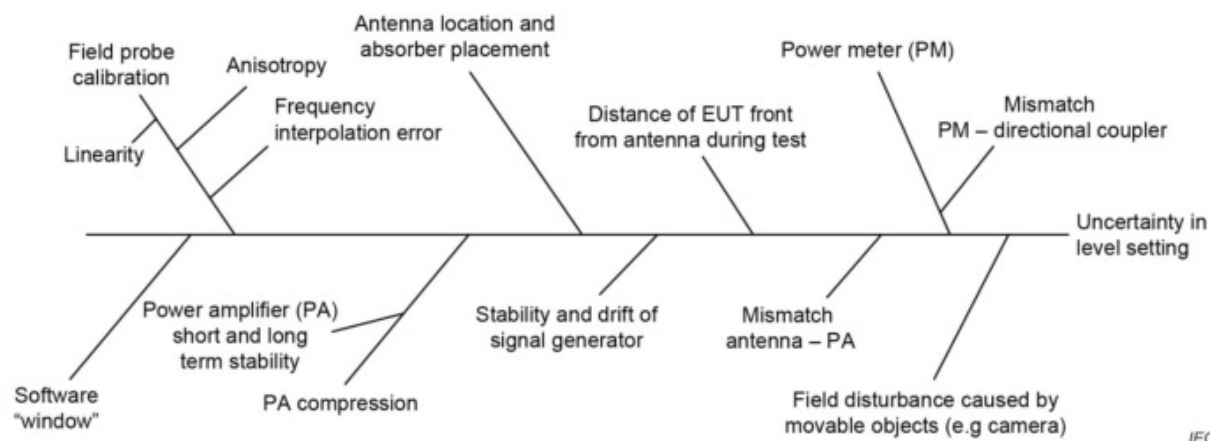 Field probe
calibration
Linearity
Anisotropy
Frequency
interpolation error
Antenna location and
absorber placement
Distance of EUT front
from antenna during test
Power meter (PM)
Mismatch
PM – directional coupler
Uncertainty in
level setting
Software
“window”
Power amplifier (PA)
short and long
term stability
PA compression
Stability and drift of
signal generator
Mismatch
antenna – PA
Field disturbance caused by
movable objects (e.g camera)